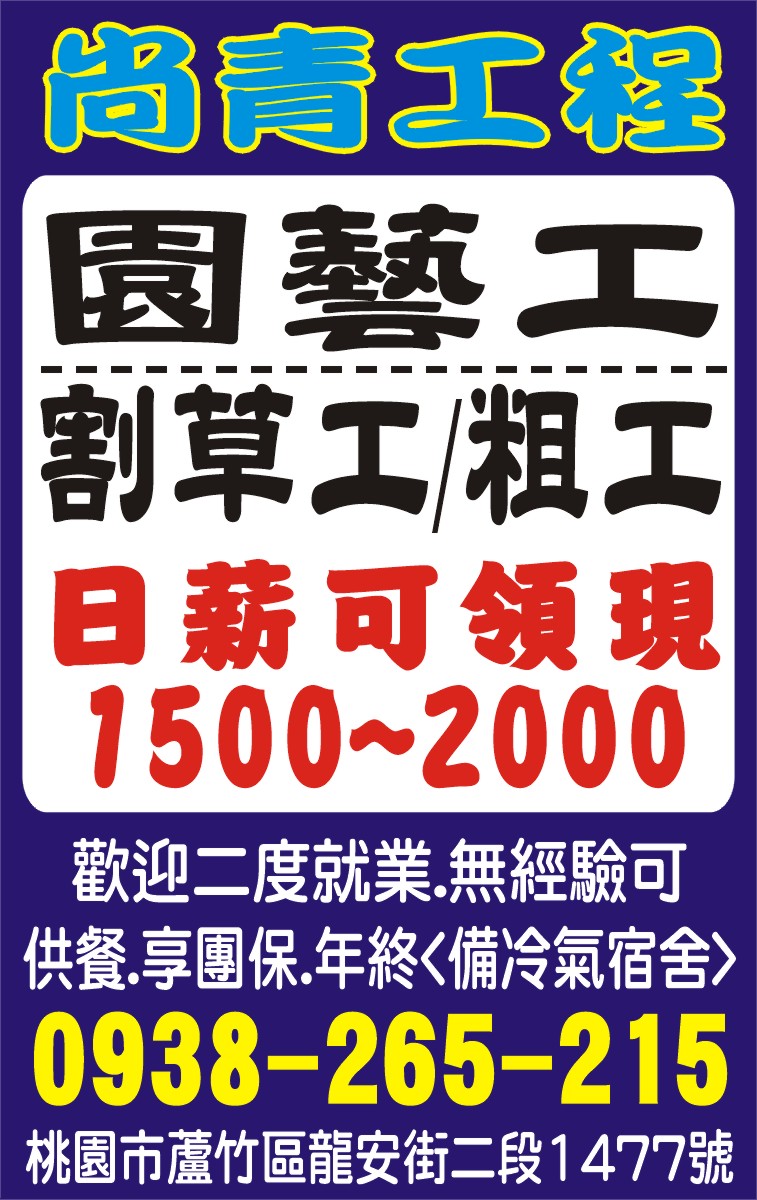 尚青工程
園藝工
割草工/粗工
日薪可領現
1500~2000
歡迎二度就業.無經驗可
供餐.享團保.年終<備冷氣宿舍>
0938-265-215
桃園市蘆竹區龍安街二段1477號